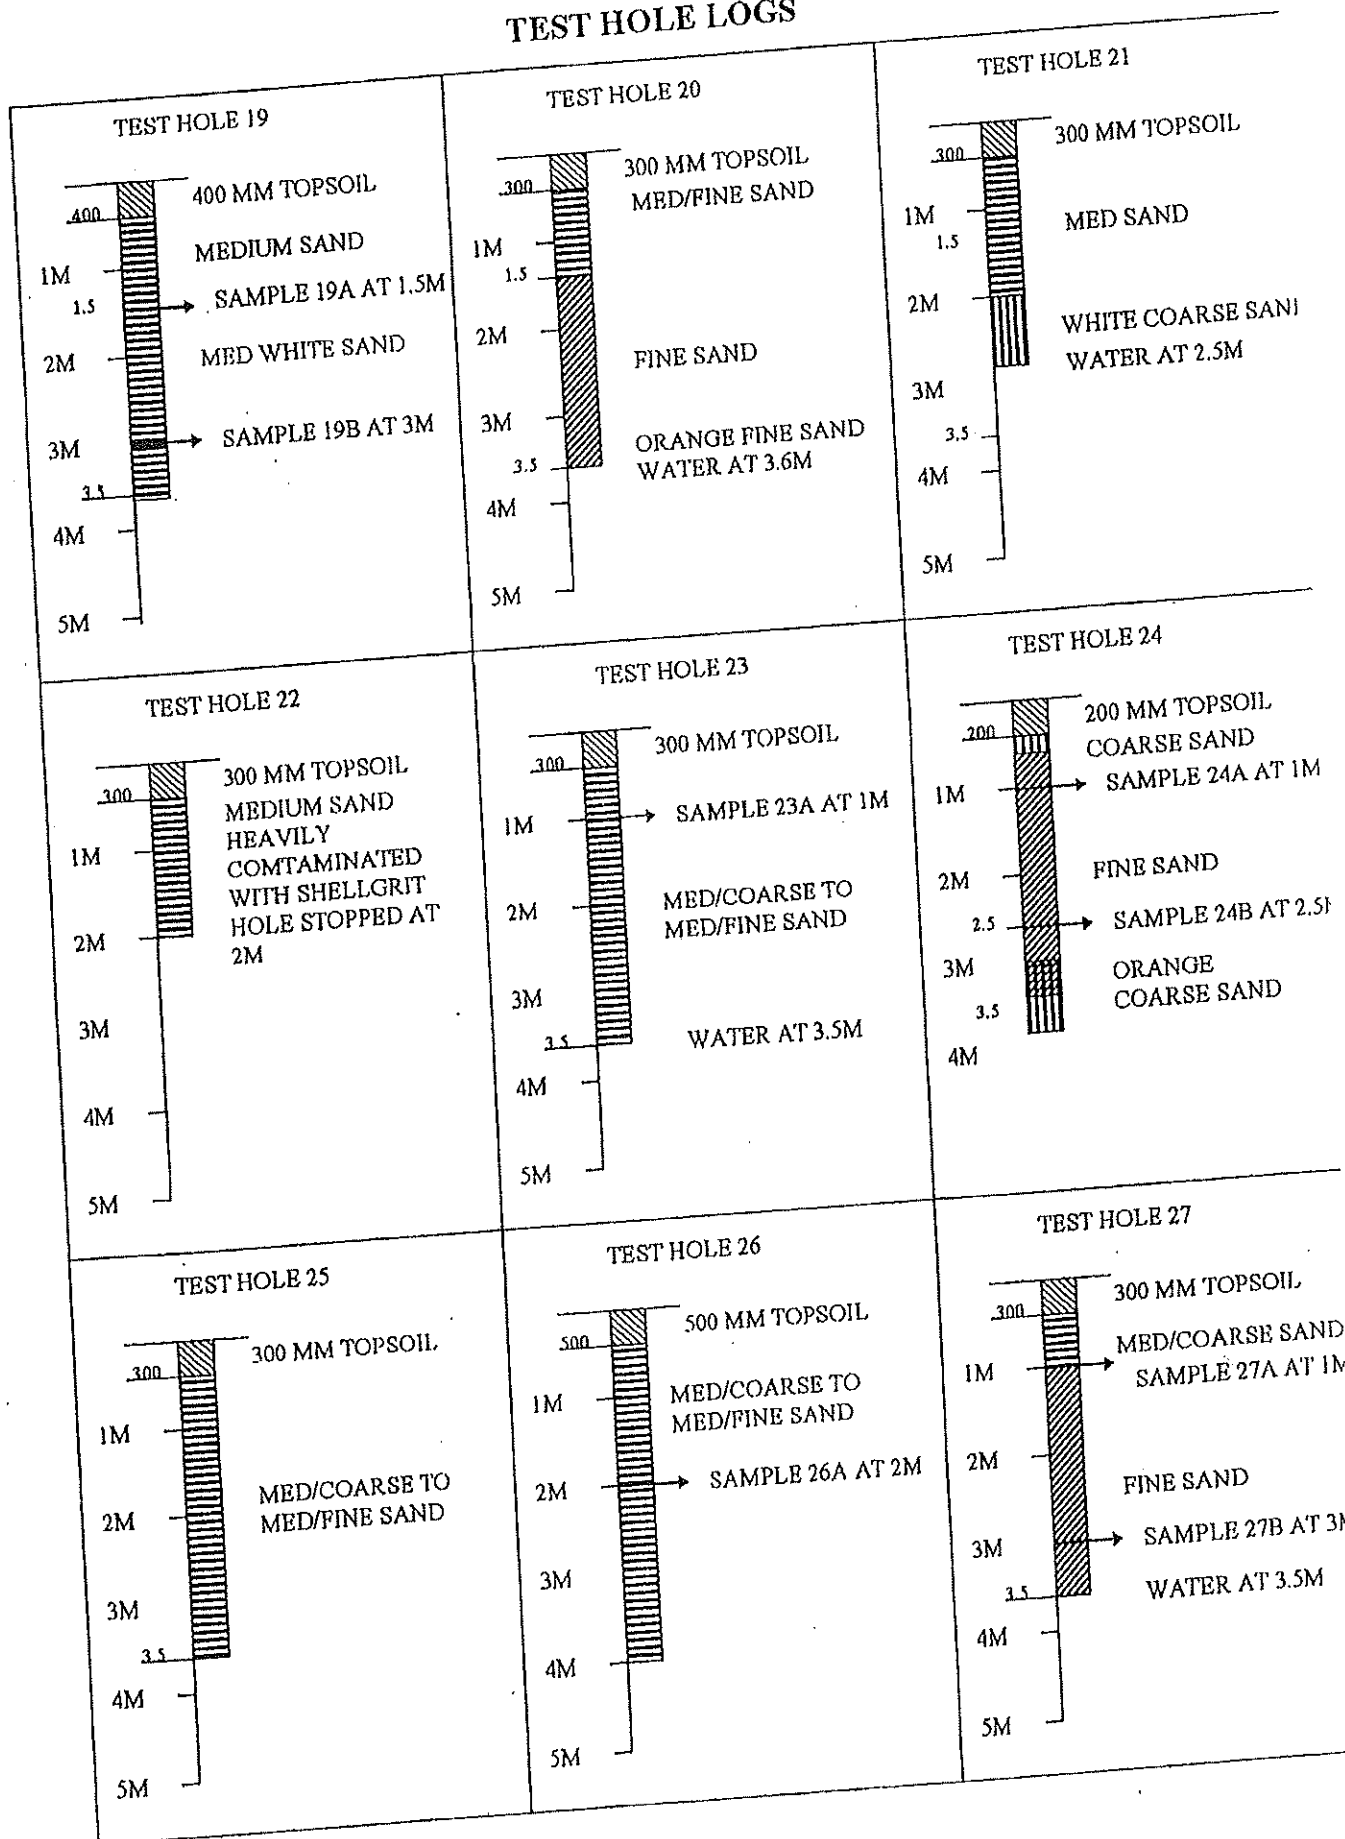 TEST HOLE LOGS
TEST HOLE 19
400 MM TOPSOIL
.400
MEDIUM SAND
1M
1.5
SAMPLE 19A AT 1.5M
2M
MED WHITE SAND
3M
SAMPLE 19B AT 3M
3.5
4M
5M
TEST HOLE 20
300 MM TOPSOIL
.300
MED/FINE SAND
1M
1.5
2M
FINE SAND
3M
ORANGE FINE SAND
3.5
WATER AT 3.6M
4M
5M
TEST HOLE 21
300 MM TOPSOIL
.300
1M
MED SAND
1.5
2M
WHITE COARSE SAN
WATER AT 2.5M
3M
3.5
4M
5M
TEST HOLE 22
300 MM TOPSOIL
.300
MEDIUM SAND
HEAVILY
1M
COMTAMINATED
WITH SHELLGRIT
HOLE STOPPED AT
2M
2M
3M
4M
5M
TEST HOLE 23
300 MM TOPSOIL
.300
1M
SAMPLE 23A AT 1M
2M
MED/COARSE TO
MED/FINE SAND
3M
3.5
WATER AT 3.5M
4M
5M
TEST HOLE 24
200 MM TOPSOIL
.200
COARSE SAND
1M
SAMPLE 24A AT 1M
2M
FINE SAND
2.5
SAMPLE 24B AT 2.5
3M
ORANGE
COARSE SAND
3.5
4M
TEST HOLE 25
300 MM TOPSOIL
.300
1M
2M
MED/COARSE TO
MED/FINE SAND
3M
3.5
4M
5M
TEST HOLE 26
500 MM TOPSOIL
.500
1M
MED/COARSE TO
MED/FINE SAND
2M
SAMPLE 26A AT 2M
3M
4M
5M
TEST HOLE 27
300 MM TOPSOIL
.300
MED/COARSE SAND
1M
SAMPLE 27A AT 1M
2M
FINE SAND
3M
SAMPLE 27B AT 3M
3.5
WATER AT 3.5M
4M
5M